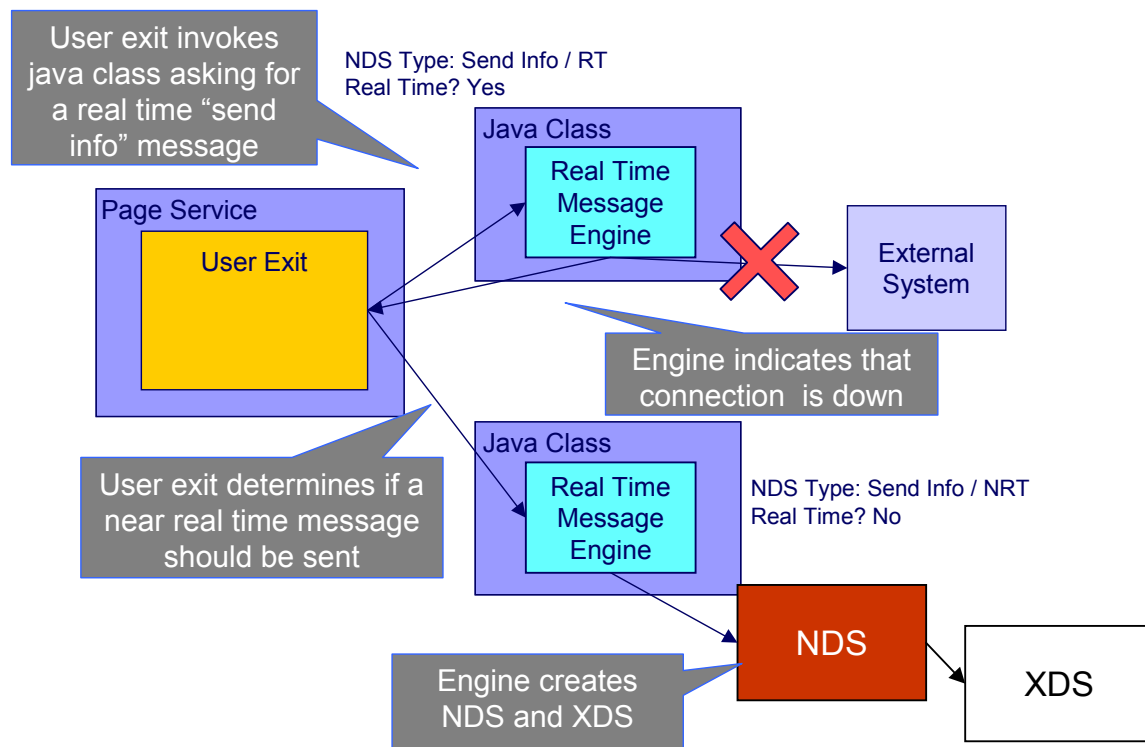 User exit invokes
java class asking for
a real time “send
info” message
NDS Type: Send Info / RT
Real Time? Yes
Java Class
Real Time
Message
Engine
Page Service
User Exit
External
System
Engine indicates that
connection is down
User exit determines if a
near real time message
should be sent
Java Class
Real Time
Message
Engine
NDS Type: Send Info / NRT
Real Time? No
NDS
XDS
Engine creates
NDS and XDS